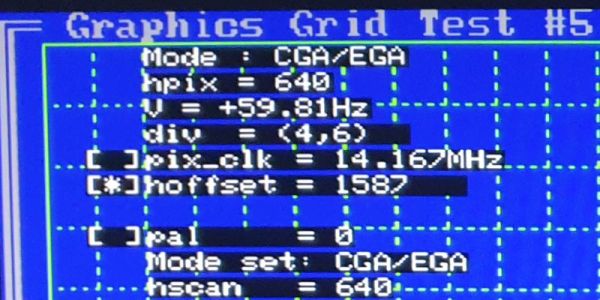 Graphics Grid Test #5
Mode : CGA/EGA
hpix = 640
V = +59.81Hz
div = (4,6)
[ ]pix_clk = 14.167MHz
[*]hoffset = 1587
[ ]pal = 0
Mode set: CGA/EGA
hscan = 640